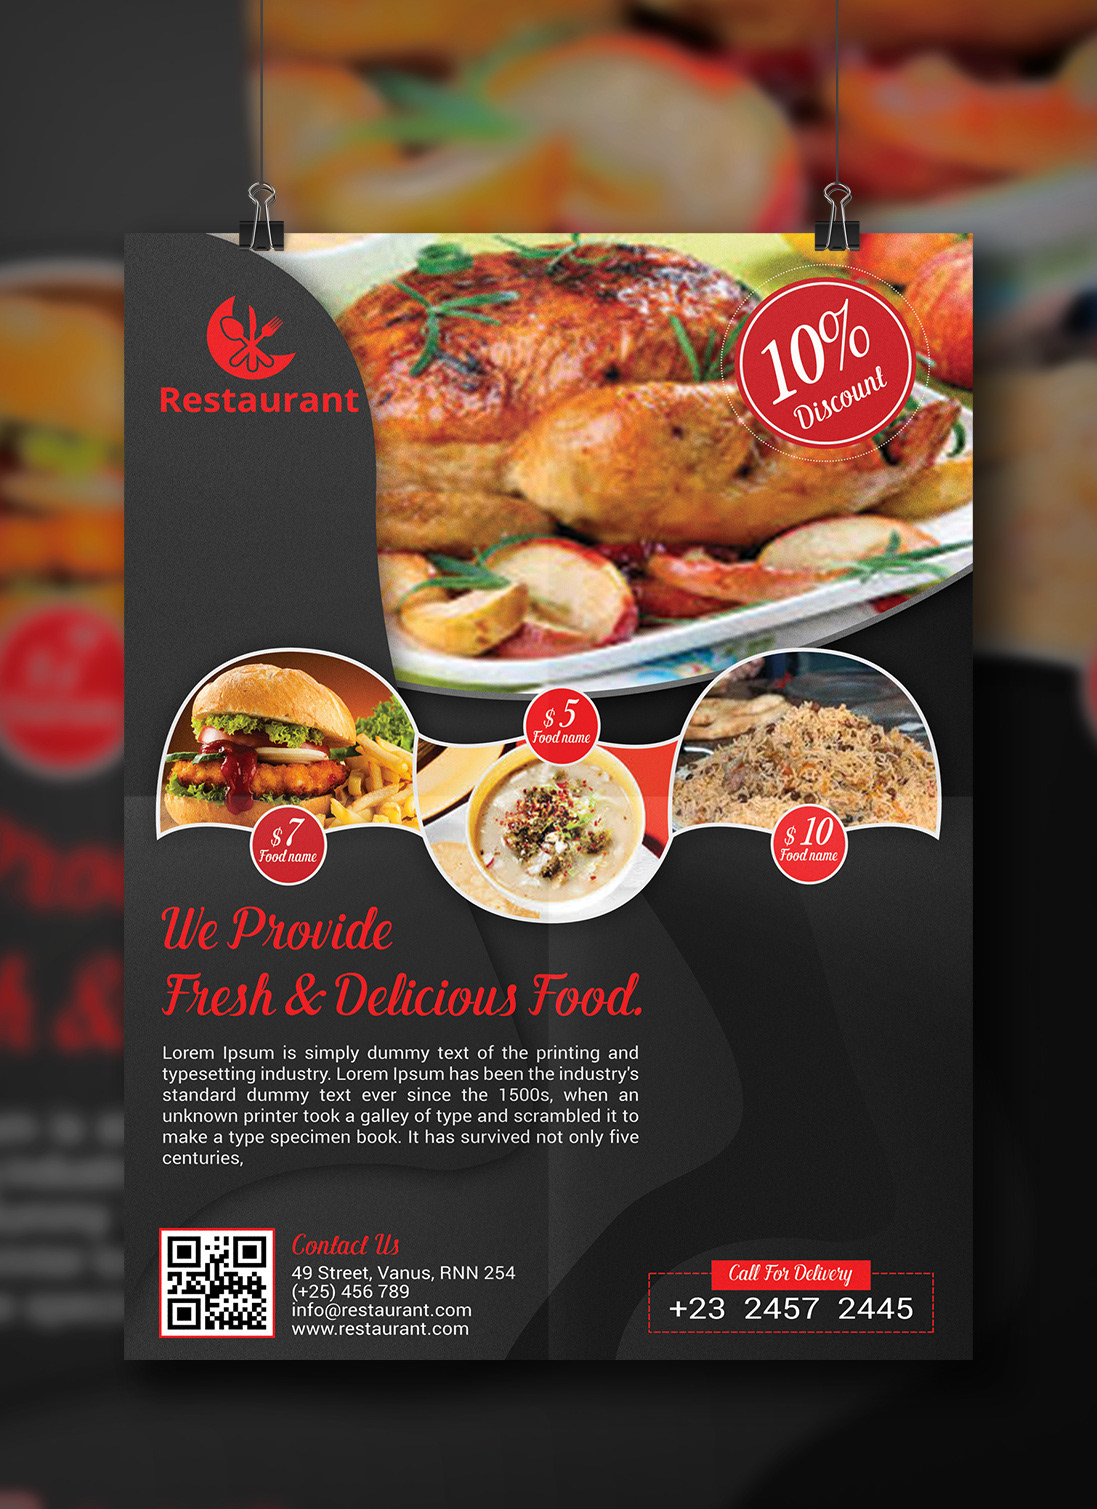 Restaurant
10%
Discount
$ 5
Food name
$ 7
Food name
$ 10
Food name
We Provide
Fresh & Delicious Food.
Lorem Ipsum is simply dummy text of the printing and
typesetting industry. Lorem Ipsum has been the industry's
standard dummy text ever since the 1500s, when an
unknown printer took a galley of type and scrambled it to
make a type specimen book. It has survived not only five
centuries,
Contact Us
49 Street, Vanus, RNN 254
(+25) 456 789
info@restaurant.com
www.restaurant.com
Call For Delivery
+23 2457 2445